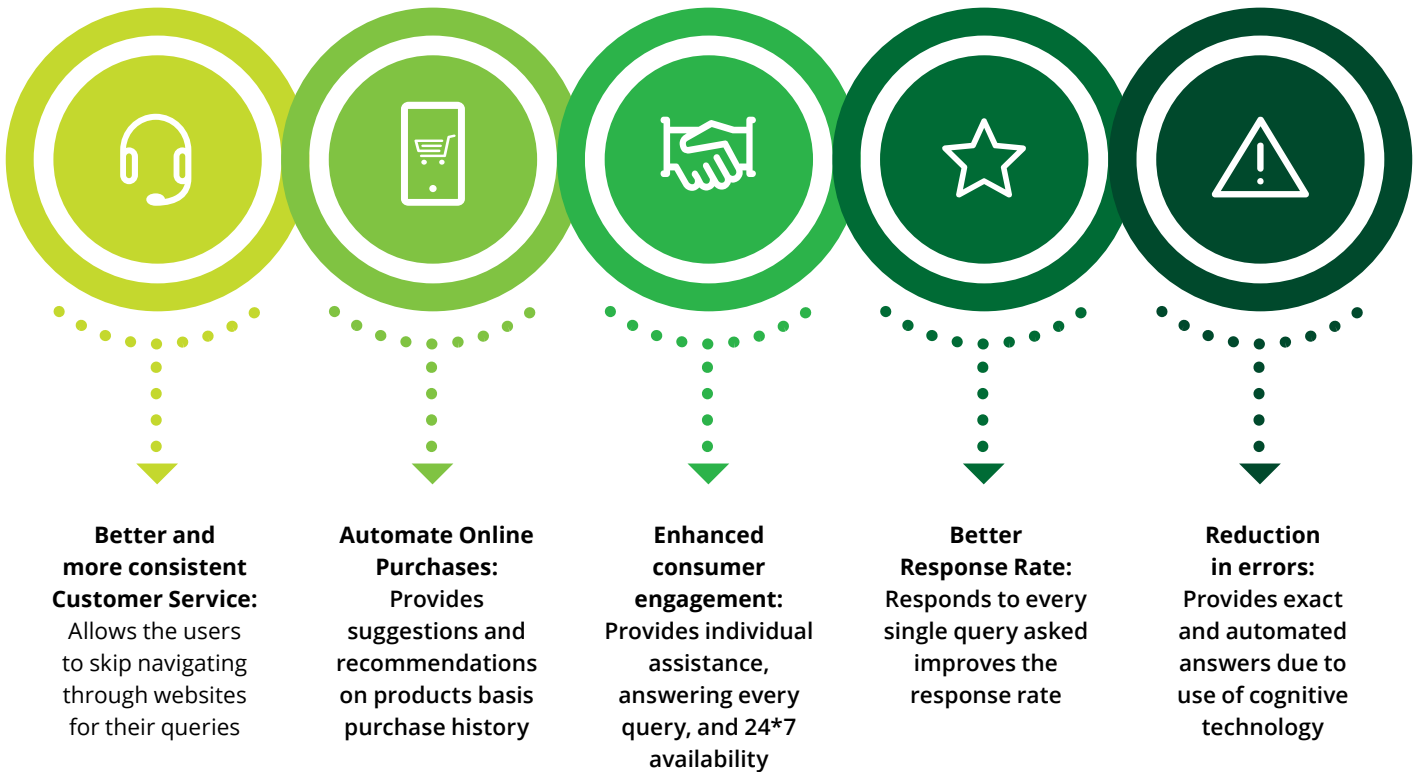 Better and
more consistent
Customer Service:
Allows the users
to skip navigating
through websites
for their queries
Automate Online
Purchases:
Provides
suggestions and
recommendations
on products basis
purchase history
Enhanced
consumer
engagement:
Provides individual
assistance,
answering every
query, and 24*7
availability
Better
Response Rate:
Responds to every
single query asked
improves the
response rate
Reduction
in errors:
Provides exact
and automated
answers due to
use of cognitive
technology